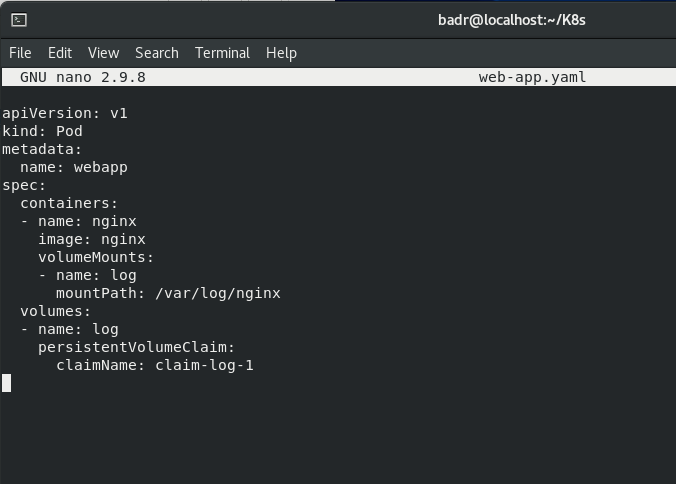 badr@localhost:~/K8s
File Edit View Search Terminal Help
GNU nano 2.9.8 web-app.yaml
apiVersion: v1
kind: Pod
metadata:
  name: webapp
spec:
  containers:
  - name: nginx
    image: nginx
    volumeMounts:
    - name: log
      mountPath: /var/log/nginx
  volumes:
  - name: log
    persistentVolumeClaim:
      claimName: claim-log-1